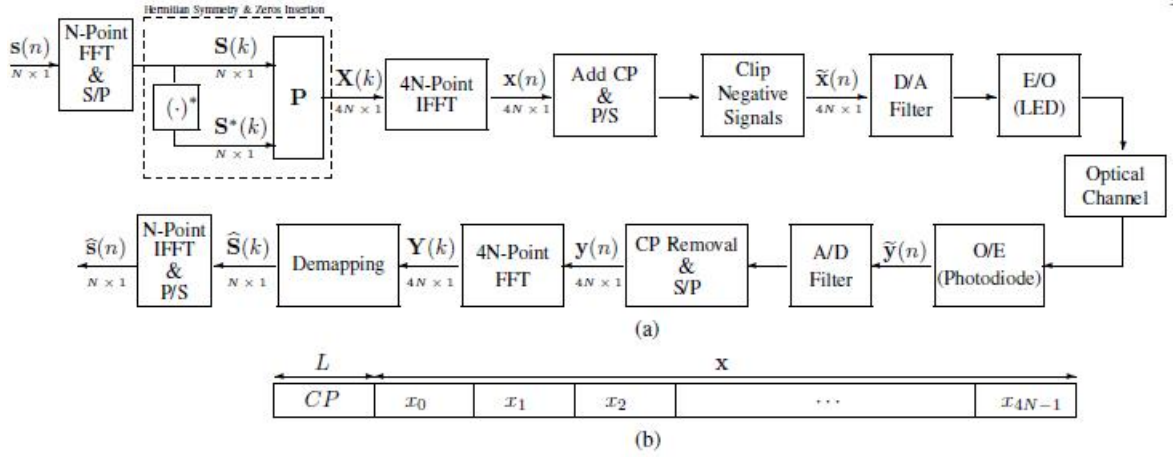 Hermitian Symmetry & Zeros Insertion
s(n)
N × 1
N-Point
FFT
&
S/P
S(k)
N × 1
(·)*
S*(k)
N × 1
P
X(k)
4N × 1
4N-Point
IFFT
x(n)
4N × 1
Add CP
&
P/S
Clip
Negative
Signals
x̃(n)
4N × 1
D/A
Filter
E/O
(LED)
Optical
Channel
ŝ(n)
N × 1
N-Point
IFFT
&
P/S
Ŝ(k)
N × 1
Demapping
Y(k)
4N × 1
4N-Point
FFT
y(n)
4N × 1
CP Removal
&
S/P
A/D
Filter
ỹ(n)
O/E
(Photodiode)
(a)
L
x
CP x₀ x₁ x₂ ··· x₄N−1
(b)